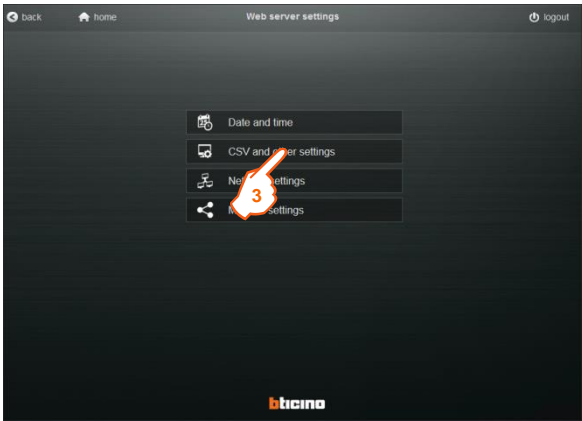 back home Web server settings logout
Date and time
CSV and settings
settings
3
settings
bticino